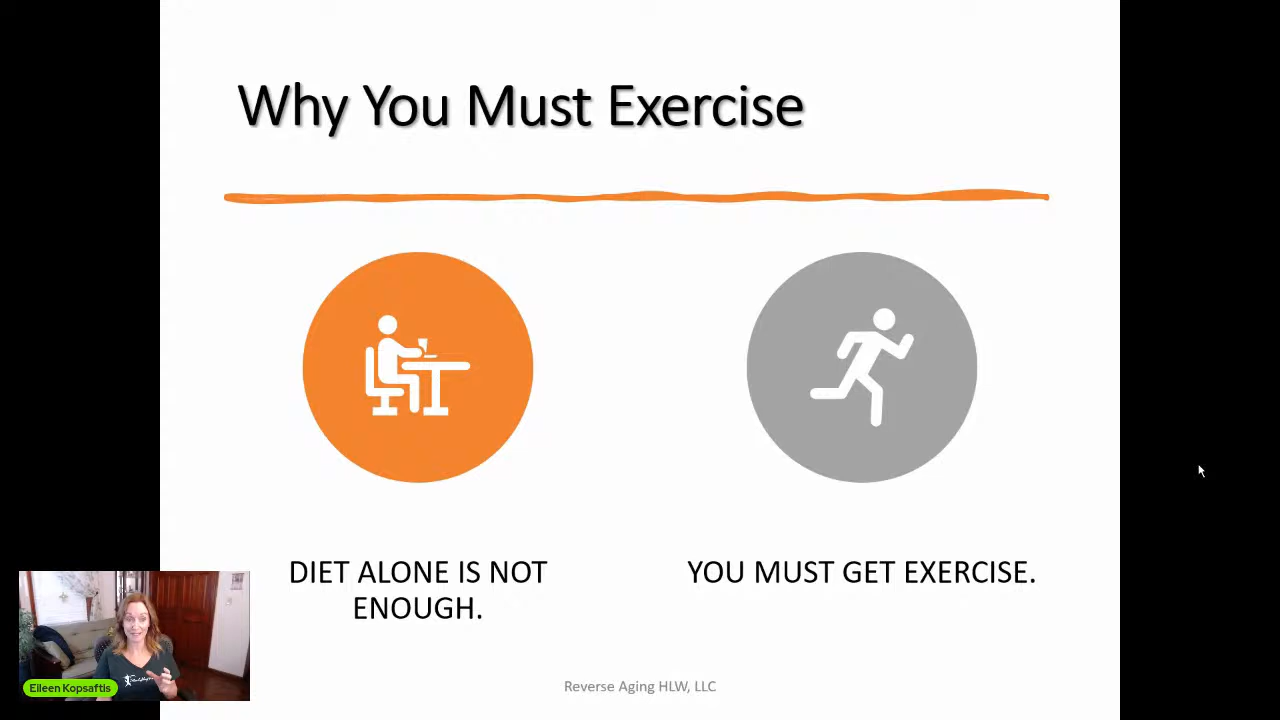 Why You Must Exercise
DIET ALONE IS NOT
ENOUGH.
YOU MUST GET EXERCISE.
Eileen Kopsaftis
Reverse Aging HLW, LLC